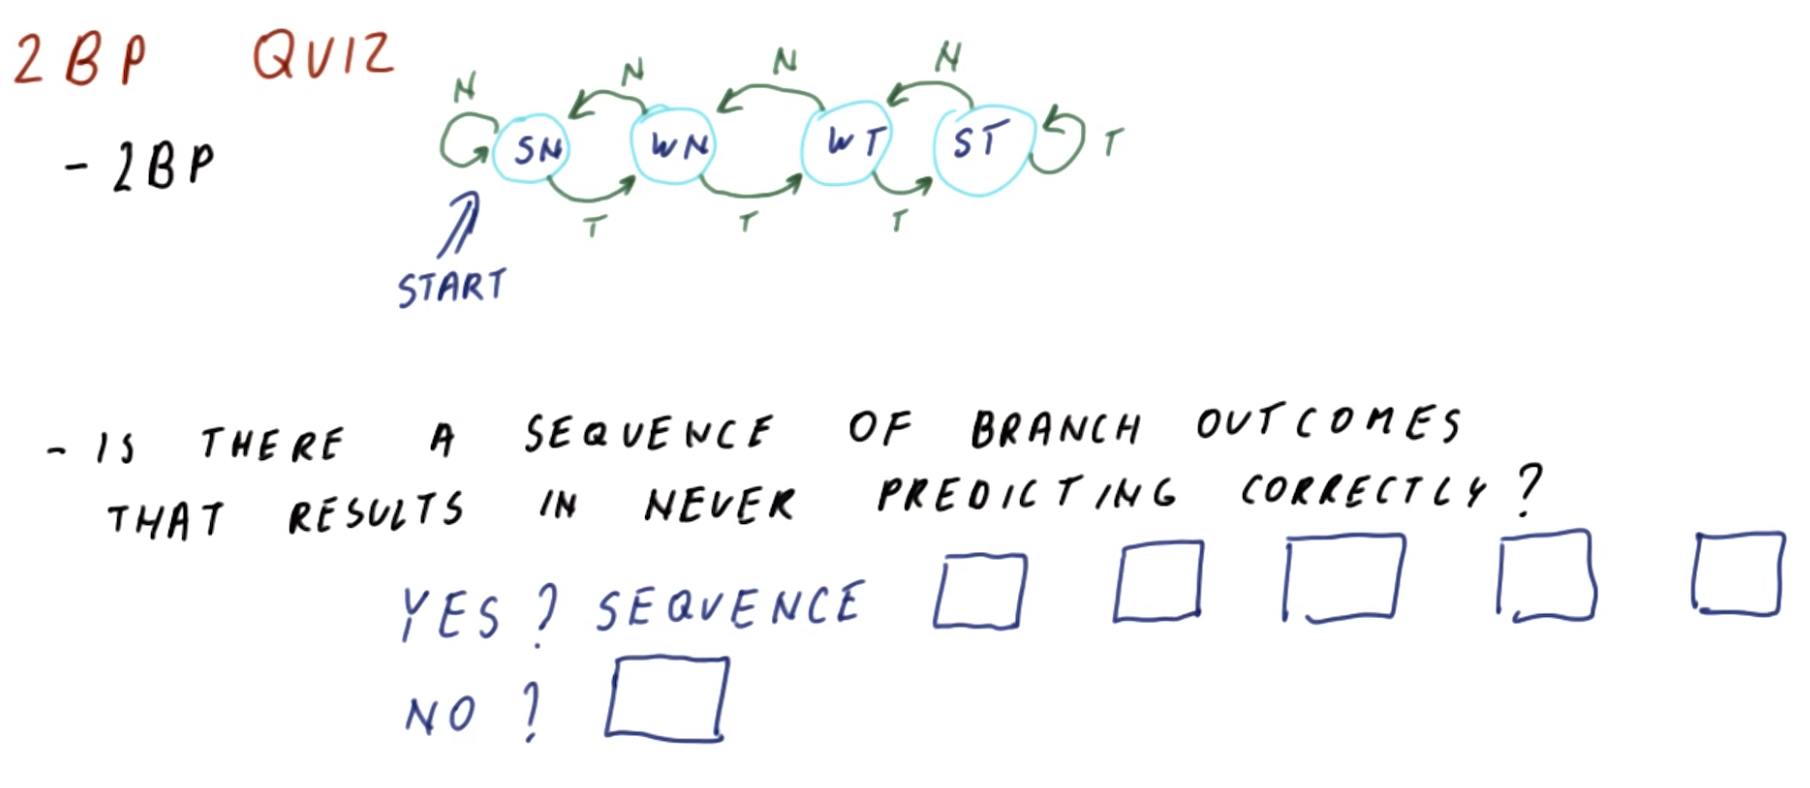 2BP QUIZ
- 2BP
N N N N
SN WN WT ST T
T T T
START
- IS THERE A SEQUENCE OF BRANCH OUTCOMES
THAT RESULTS IN NEVER PREDICTING CORRECTLY?
YES? SEQUENCE
NO?